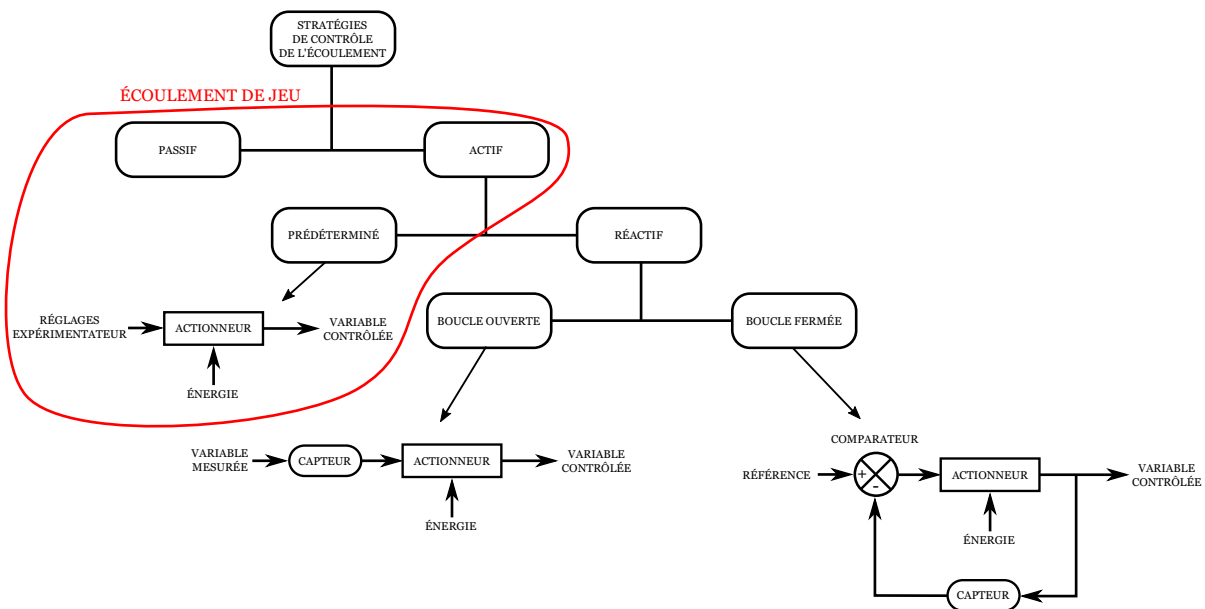 STRATÉGIES
DE CONTRÔLE
DE L'ÉCOULEMENT
ÉCOULEMENT DE JEU
PASSIF
ACTIF
PRÉDÉTERMINÉ
RÉACTIF
RÉGLAGES
EXPÉRIMENTATEUR
ACTIONNEUR
VARIABLE
CONTRÔLÉE
ÉNERGIE
BOUCLE OUVERTE
BOUCLE FERMÉE
VARIABLE
MESURÉE
CAPTEUR
ACTIONNEUR
VARIABLE
CONTRÔLÉE
ÉNERGIE
COMPARATEUR
RÉFÉRENCE
+
-
ACTIONNEUR
VARIABLE
CONTRÔLÉE
ÉNERGIE
CAPTEUR